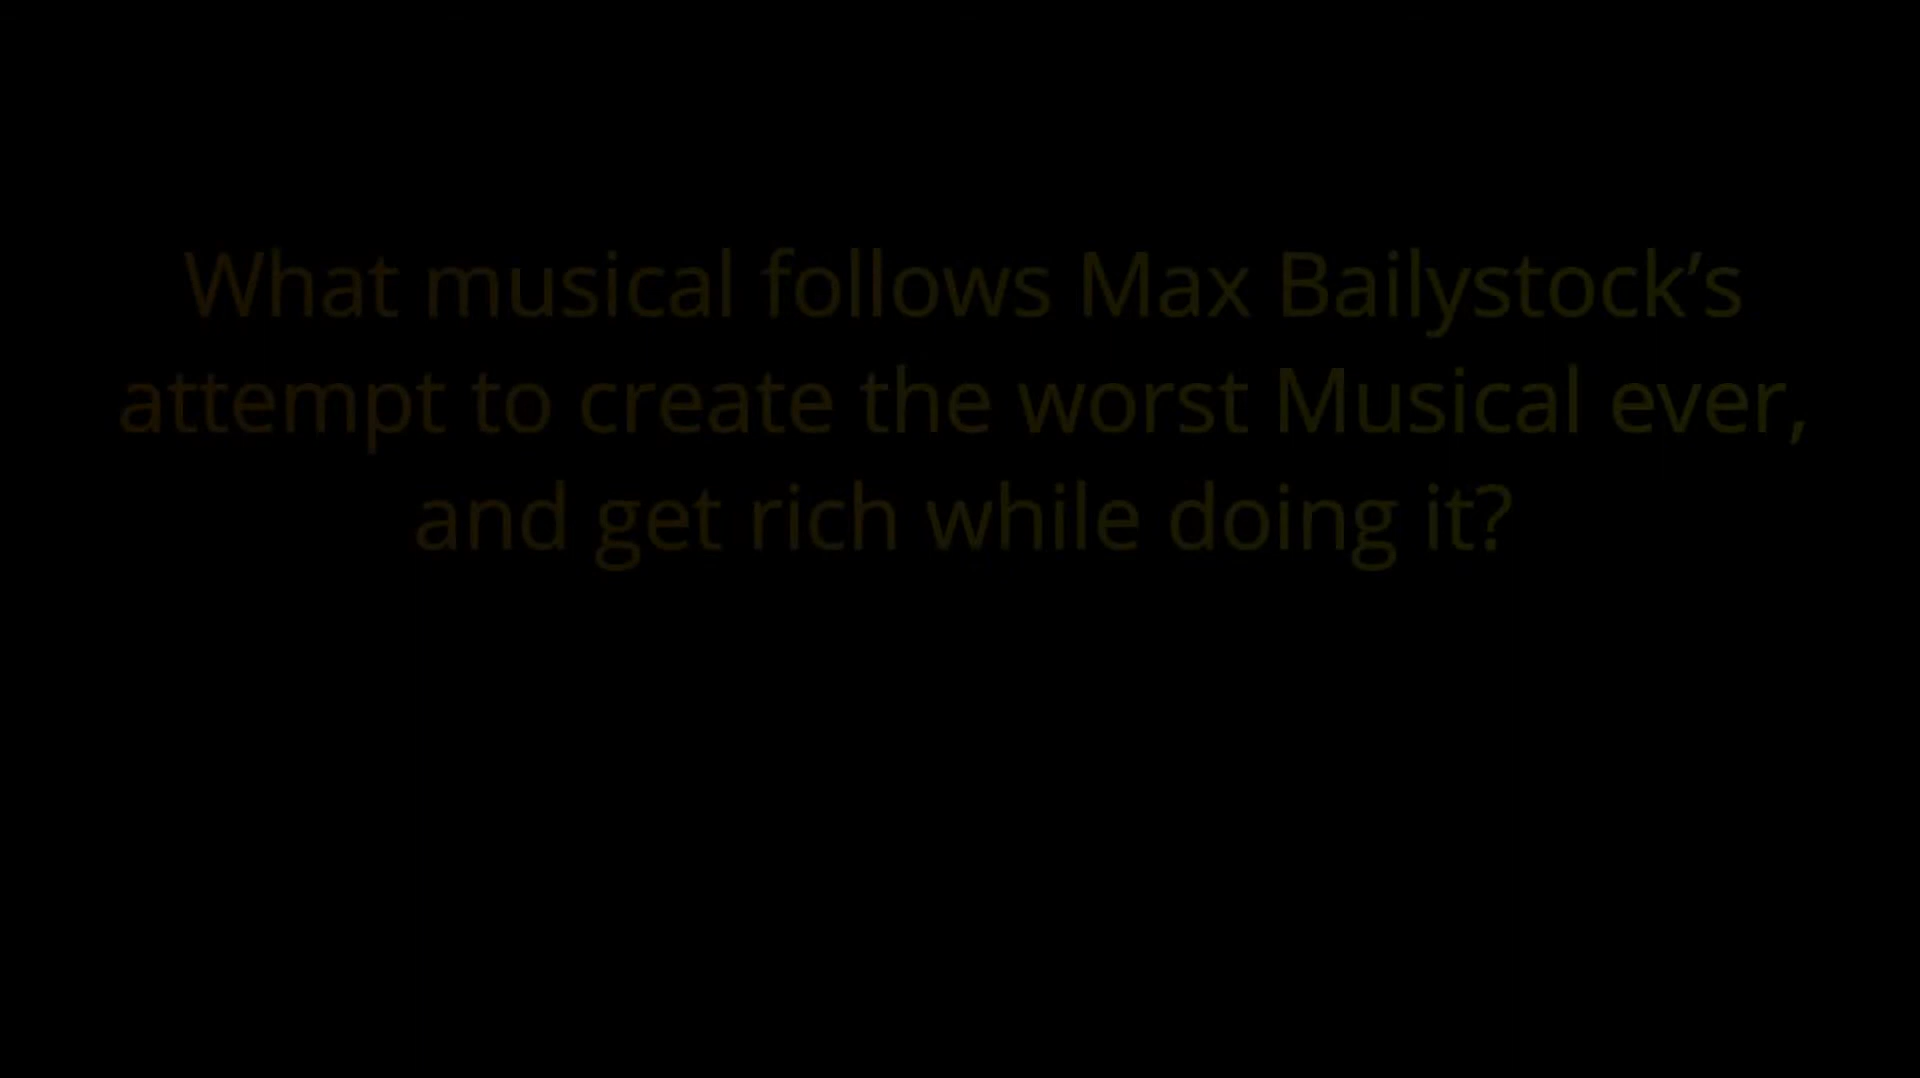 What musical follows Max Bailystock’s
attempt to create the worst Musical ever,
and get rich while doing it?